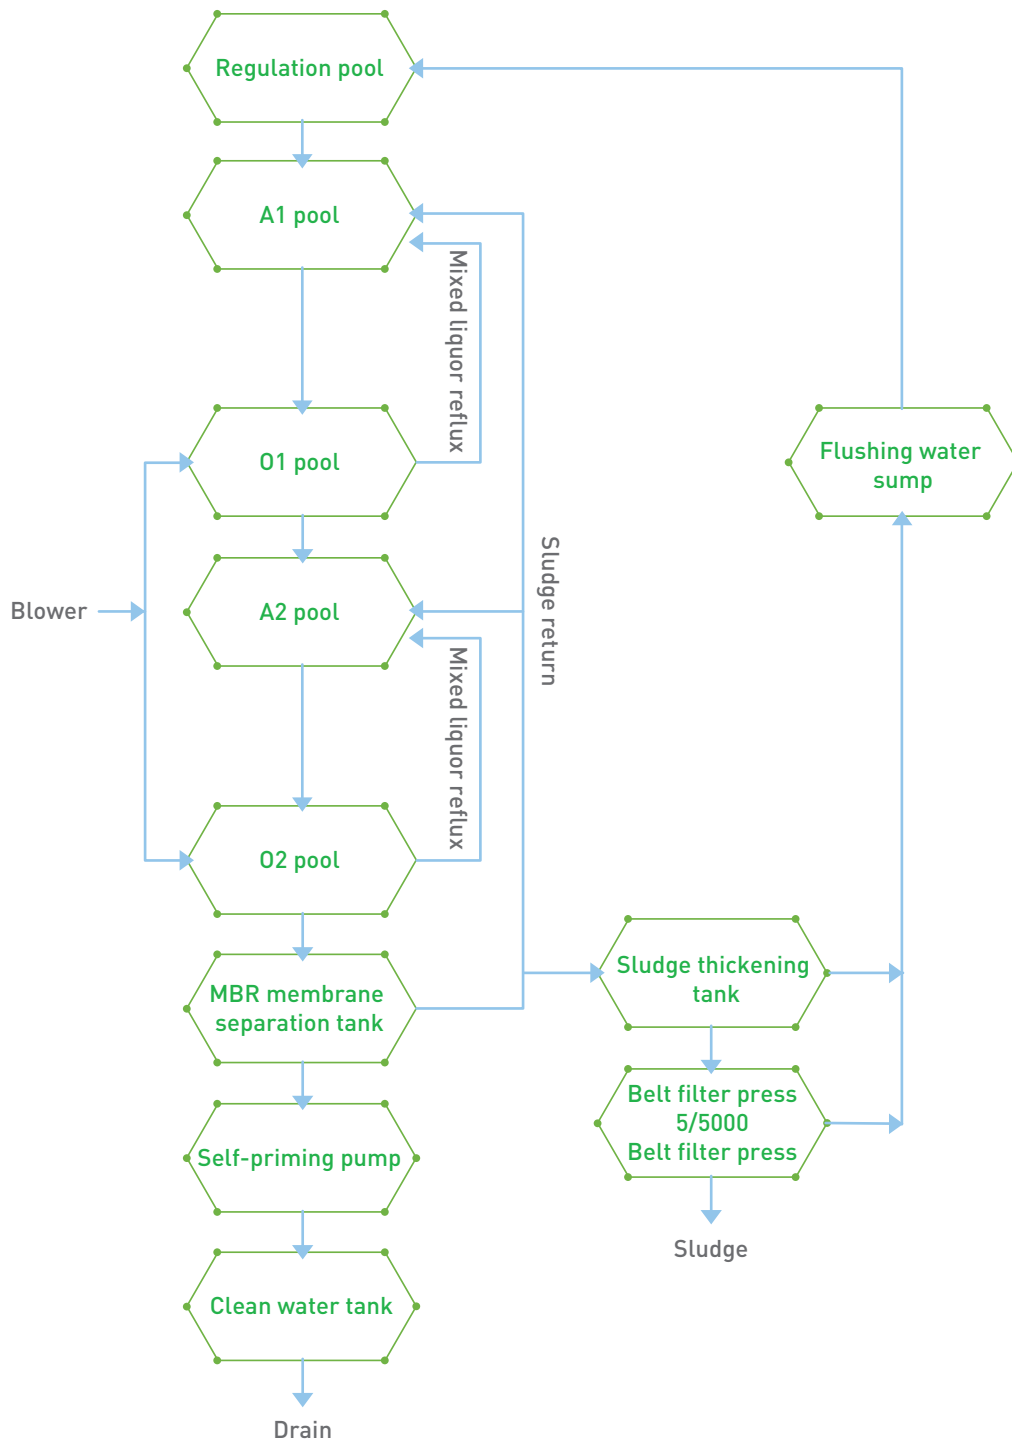 Regulation pool
A1 pool
Mixed liquor reflux
O1 pool
Flushing water
sump
Sludge return
Blower
A2 pool
Mixed liquor reflux
O2 pool
Sludge thickening
tank
MBR membrane
separation tank
Belt filter press
5/5000
Belt filter press
Self-priming pump
Sludge
Clean water tank
Drain